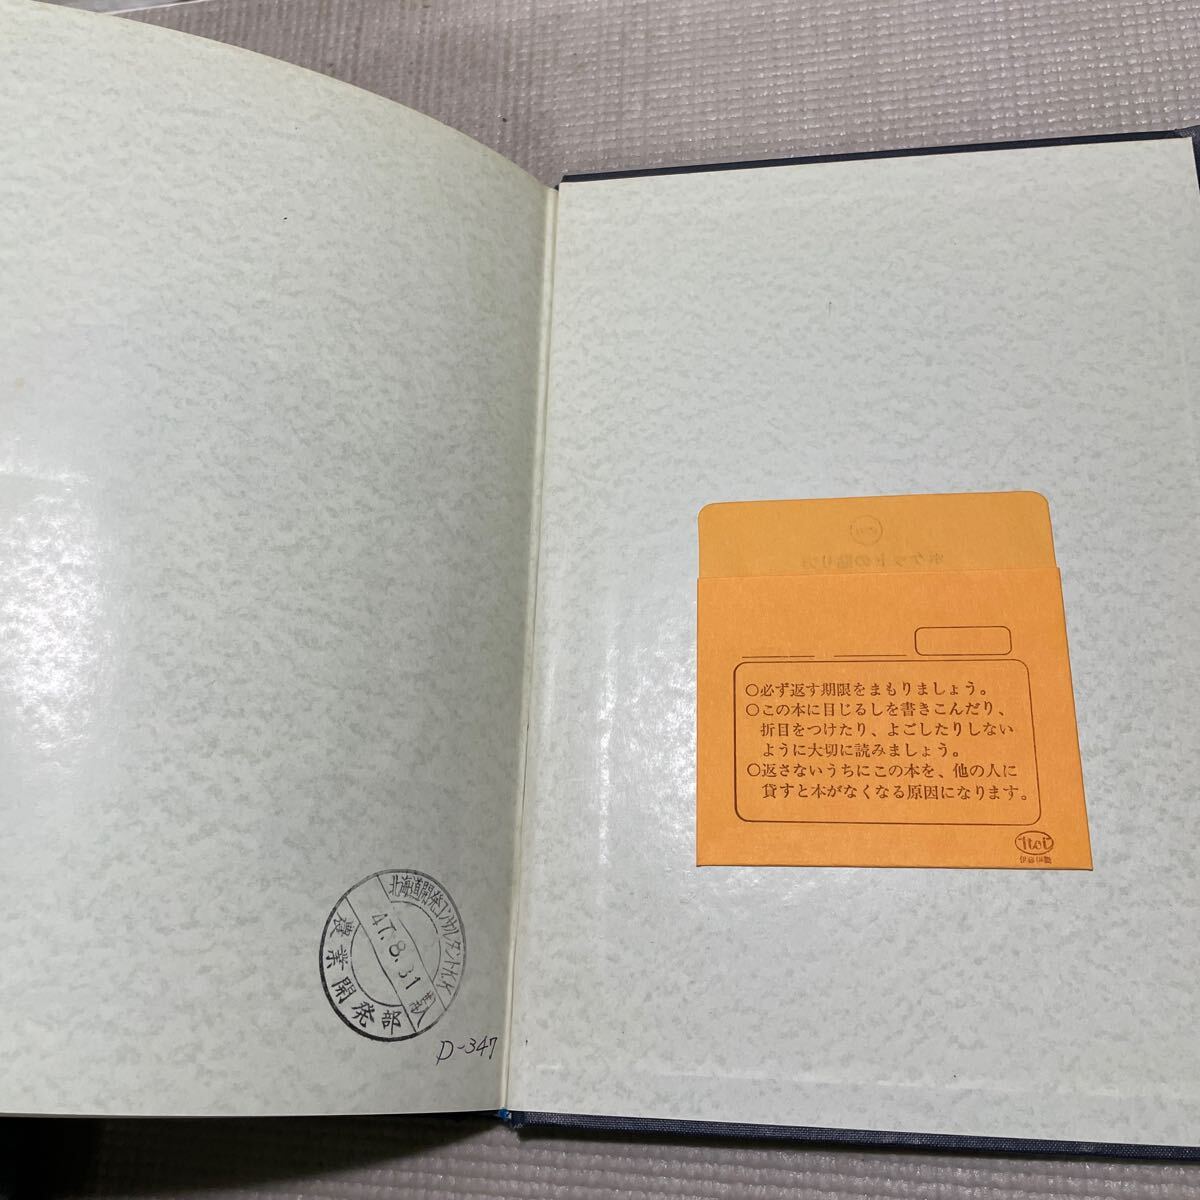 北海道開発コンサルタントK.K
47.8.31
農業開発部
D-347
○必ず返す期限をまもりましょう。
○この本に目じるしを書きこんだり、
折目をつけたり、よごしたりしない
ように大切に読みましょう。
○返さないうちにこの本を、他の人に
貸すと本がなくなる原因になります。
Itoi